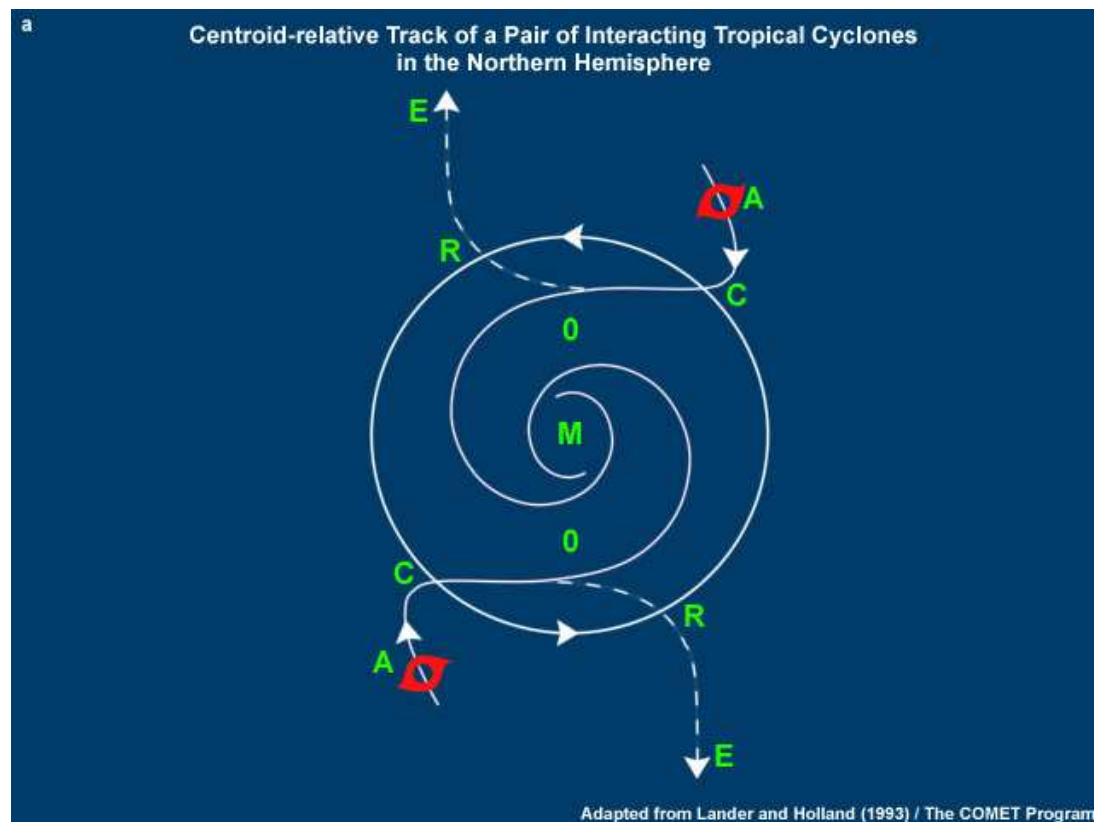 a
Centroid-relative Track of a Pair of Interacting Tropical Cyclones
in the Northern Hemisphere
E
A
R
C
0
M
0
C
R
A
E
Adapted from Lander and Holland (1993) / The COMET Program